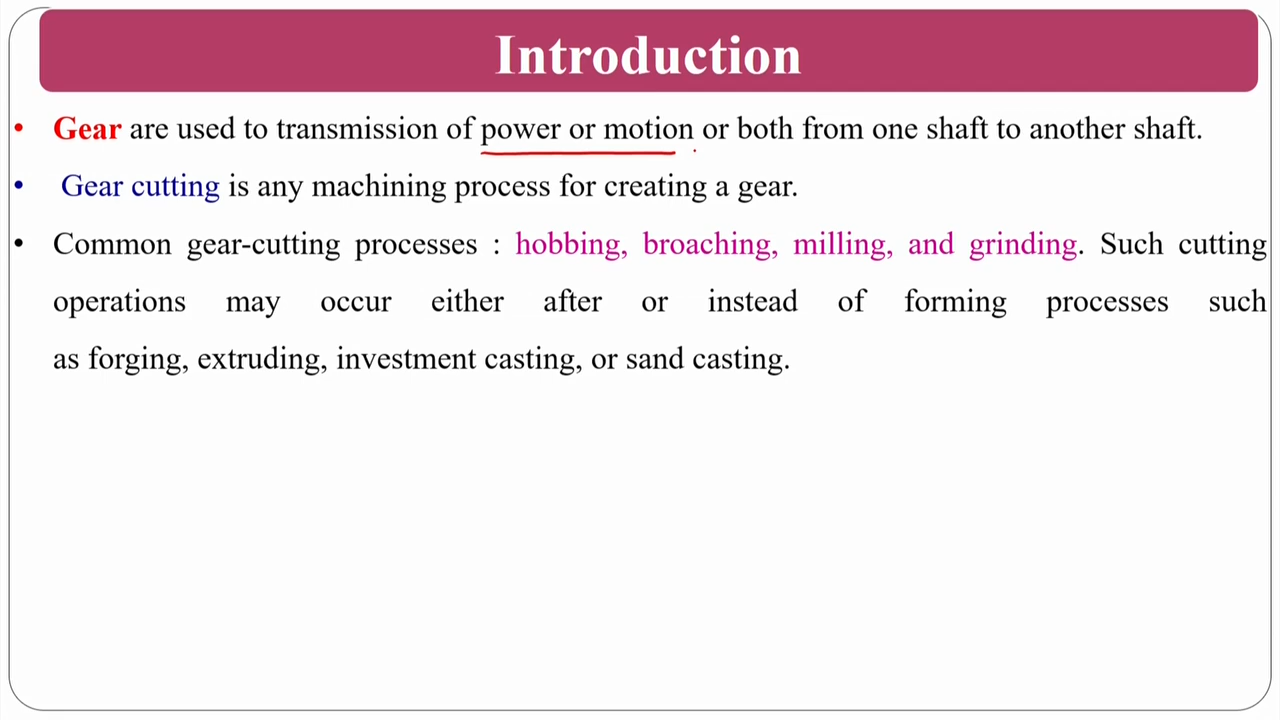 Introduction
• Gear are used to transmission of power or motion or both from one shaft to another shaft.
• Gear cutting is any machining process for creating a gear.
• Common gear-cutting processes : hobbing, broaching, milling, and grinding. Such cutting
operations may occur either after or instead of forming processes such
as forging, extruding, investment casting, or sand casting.